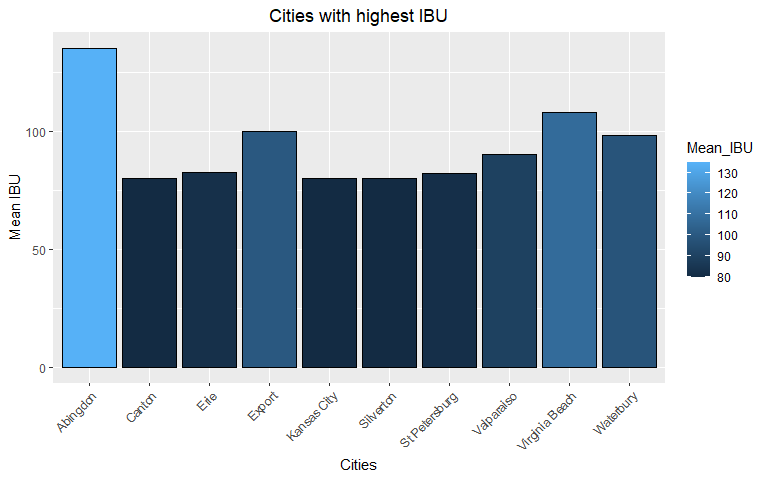 Cities with highest IBU
Mean IBU
100
50
0
Abingdon
Canton
Erie
Export
Kansas City
Silverton
St Petersburg
Valparaiso
Virginia Beach
Waterbury
Cities
Mean_IBU
130
120
110
100
90
80